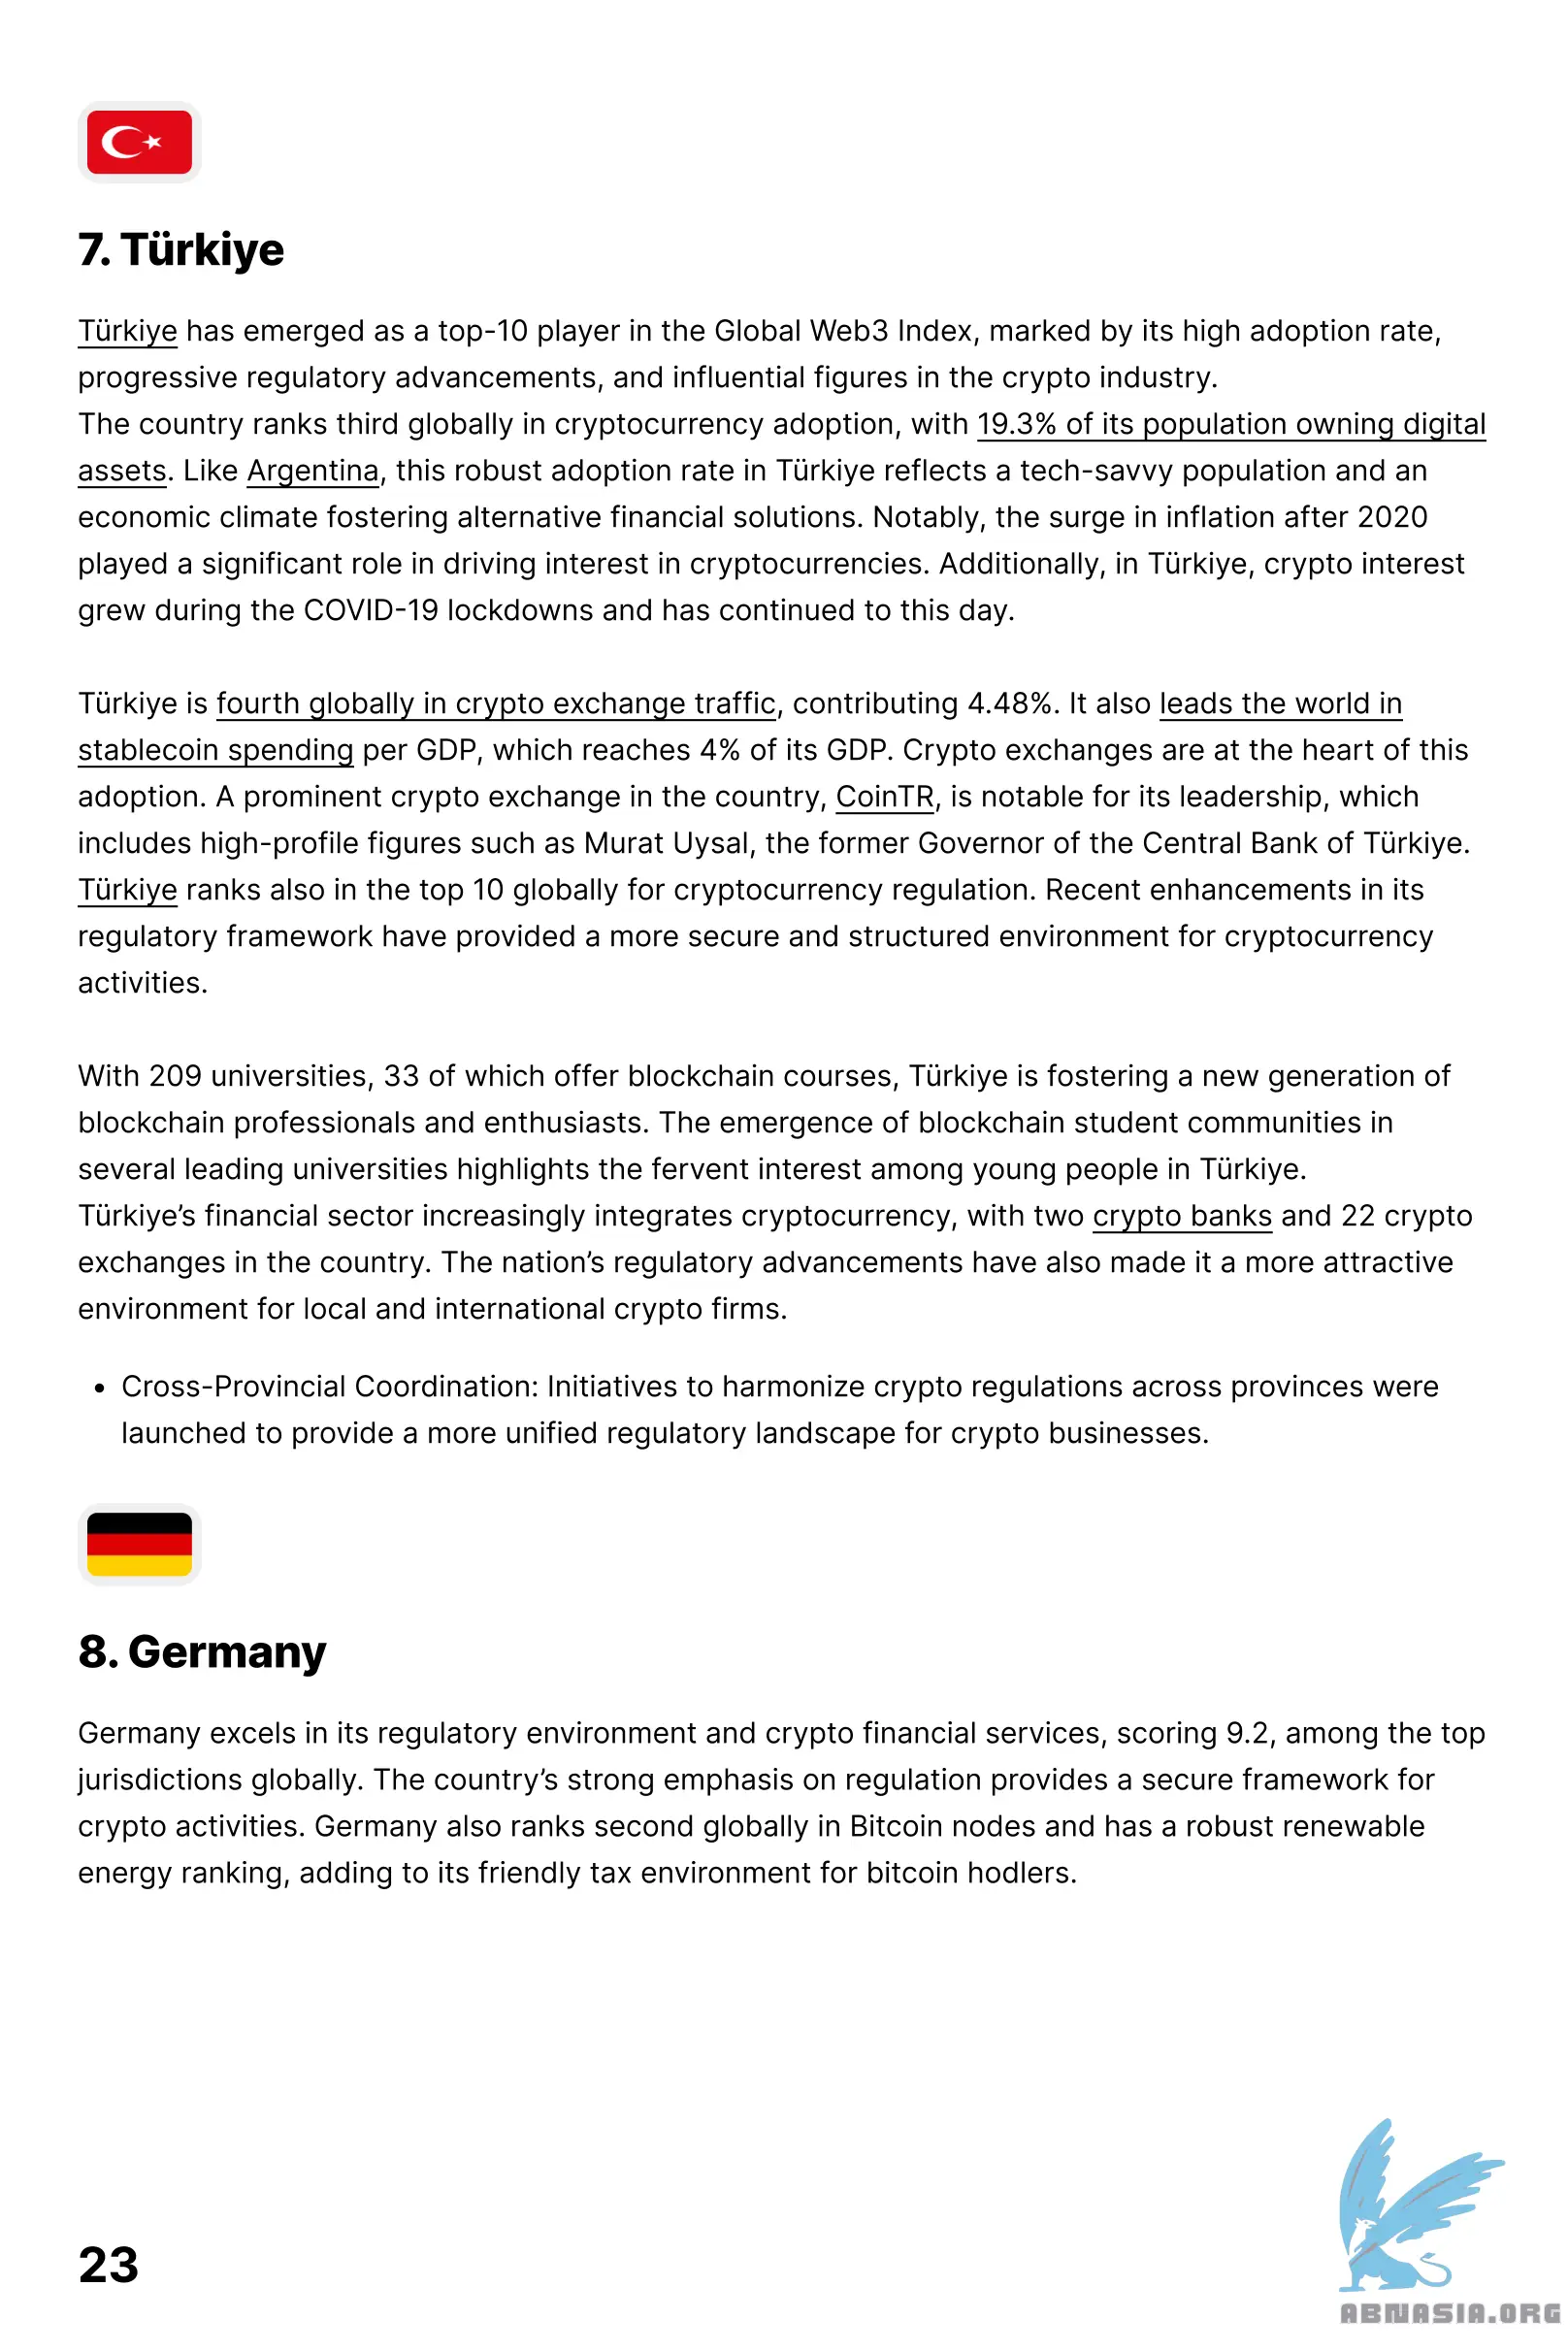 7. Türkiye
Türkiye has emerged as a top-10 player in the Global Web3 Index, marked by its high adoption rate,
progressive regulatory advancements, and influential figures in the crypto industry.
The country ranks third globally in cryptocurrency adoption, with 19.3% of its population owning digital
assets. Like Argentina, this robust adoption rate in Türkiye reflects a tech-savvy population and an
economic climate fostering alternative financial solutions. Notably, the surge in inflation after 2020
played a significant role in driving interest in cryptocurrencies. Additionally, in Türkiye, crypto interest
grew during the COVID-19 lockdowns and has continued to this day.
Türkiye is fourth globally in crypto exchange traffic, contributing 4.48%. It also leads the world in
stablecoin spending per GDP, which reaches 4% of its GDP. Crypto exchanges are at the heart of this
adoption. A prominent crypto exchange in the country, CoinTR, is notable for its leadership, which
includes high-profile figures such as Murat Uysal, the former Governor of the Central Bank of Türkiye.
Türkiye ranks also in the top 10 globally for cryptocurrency regulation. Recent enhancements in its
regulatory framework have provided a more secure and structured environment for cryptocurrency
activities.
With 209 universities, 33 of which offer blockchain courses, Türkiye is fostering a new generation of
blockchain professionals and enthusiasts. The emergence of blockchain student communities in
several leading universities highlights the fervent interest among young people in Türkiye.
Türkiye’s financial sector increasingly integrates cryptocurrency, with two crypto banks and 22 crypto
exchanges in the country. The nation’s regulatory advancements have also made it a more attractive
environment for local and international crypto firms.
• Cross-Provincial Coordination: Initiatives to harmonize crypto regulations across provinces were
launched to provide a more unified regulatory landscape for crypto businesses.
8. Germany
Germany excels in its regulatory environment and crypto financial services, scoring 9.2, among the top
jurisdictions globally. The country’s strong emphasis on regulation provides a secure framework for
crypto activities. Germany also ranks second globally in Bitcoin nodes and has a robust renewable
energy ranking, adding to its friendly tax environment for bitcoin hodlers.
23
ABNASIA.ORG